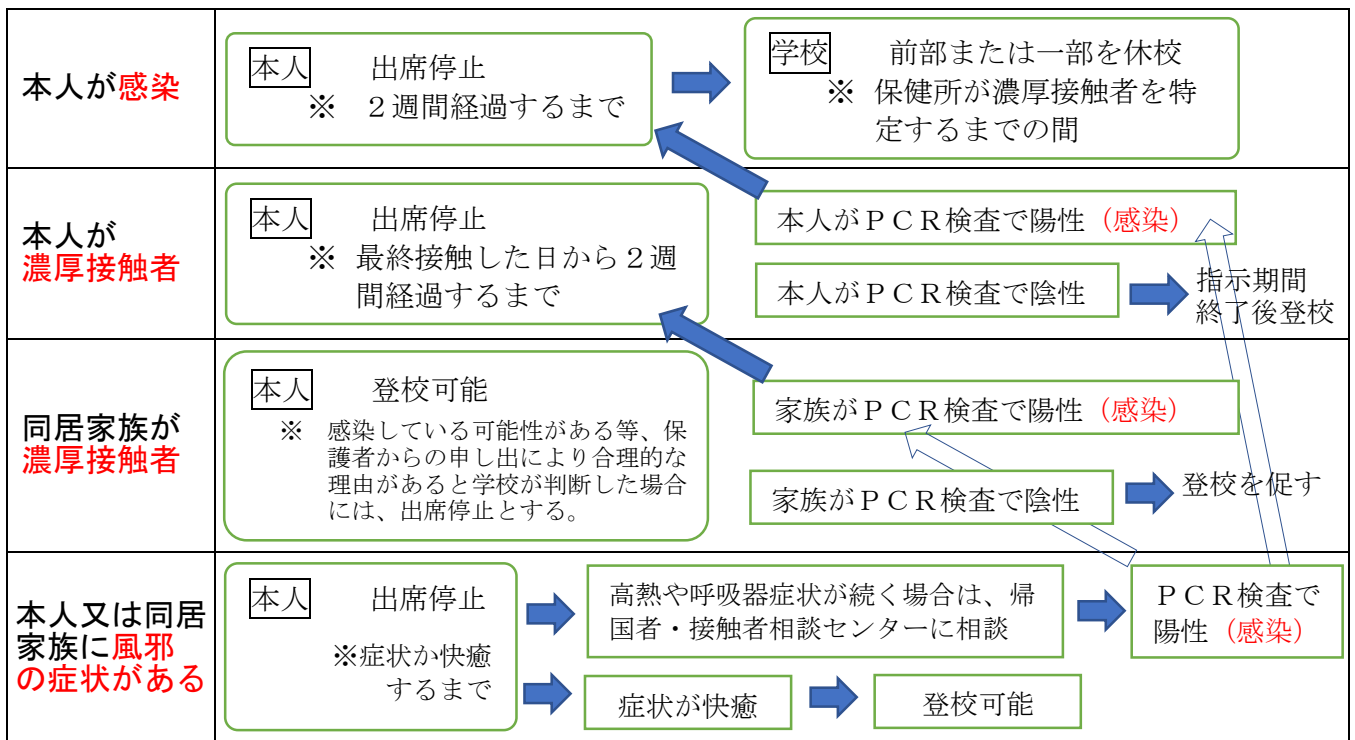 本人が感染
本人　出席停止
※　２週間経過するまで
学校　前部または一部を休校
※　保健所が濃厚接触者を特
定するまでの間
本人が
濃厚接触者
本人　出席停止
※　最終接触した日から２週
間経過するまで
本人がＰＣＲ検査で陽性（感染）
本人がＰＣＲ検査で陰性
指示期間
終了後登校
同居家族が
濃厚接触者
本人　登校可能
※　感染している可能性がある等、保
護者からの申し出により合理的な
理由があると学校が判断した場合
には、出席停止とする。
家族がＰＣＲ検査で陽性（感染）
家族がＰＣＲ検査で陰性
登校を促す
本人又は同居
家族に風邪
の症状がある
本人　出席停止
※症状か快癒
するまで
高熱や呼吸器症状が続く場合は、帰
国者・接触者相談センターに相談
ＰＣＲ検査で
陽性（感染）
症状が快癒
登校可能